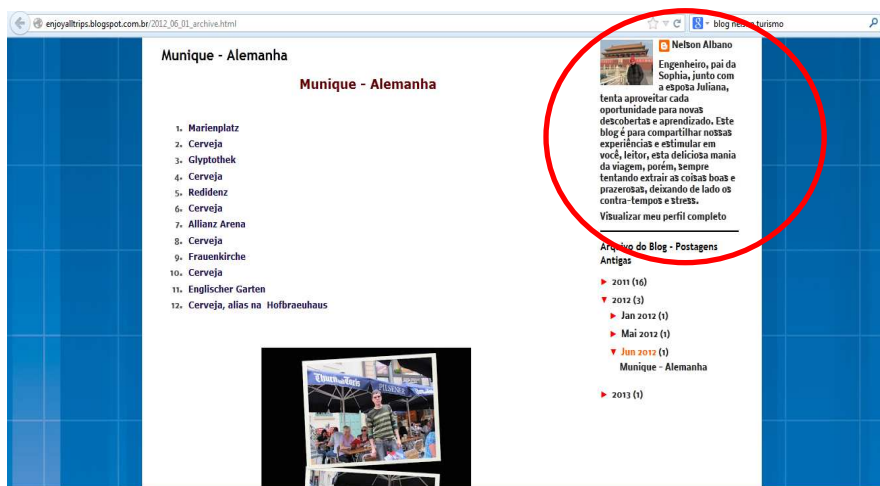 enjoyalltrips.blogspot.com.br/2012_06_01_archive.html
blog nelson turismo
Munique - Alemanha
Munique - Alemanha
1. Marienplatz
2. Cerveja
3. Glyptothek
4. Cerveja
5. Redidenz
6. Cerveja
7. Allianz Arena
8. Cerveja
9. Frauenkirche
10. Cerveja
11. Englischer Garten
12. Cerveja, alias na Hofbraeuhaus
Thurn und Taxis
PILSENER
Nelson Albano
Engenheiro, pai da
Sophia, junto com
a esposa Juliana,
tenta aproveitar cada
oportunidade para novas
descobertas e aprendizado. Este
blog é para compartilhar nossas
experiências e estimular em
você, leitor, esta deliciosa mania
da viagem, porém, sempre
tentando extrair as coisas boas e
prazerosas, deixando de lado os
contra-tempos e stress.
Visualizar meu perfil completo
Arquivo do Blog - Postagens
Antigas
► 2011 (16)
▼ 2012 (3)
► Jan 2012 (1)
► Mai 2012 (1)
▼ Jun 2012 (1)
Munique - Alemanha
► 2013 (1)